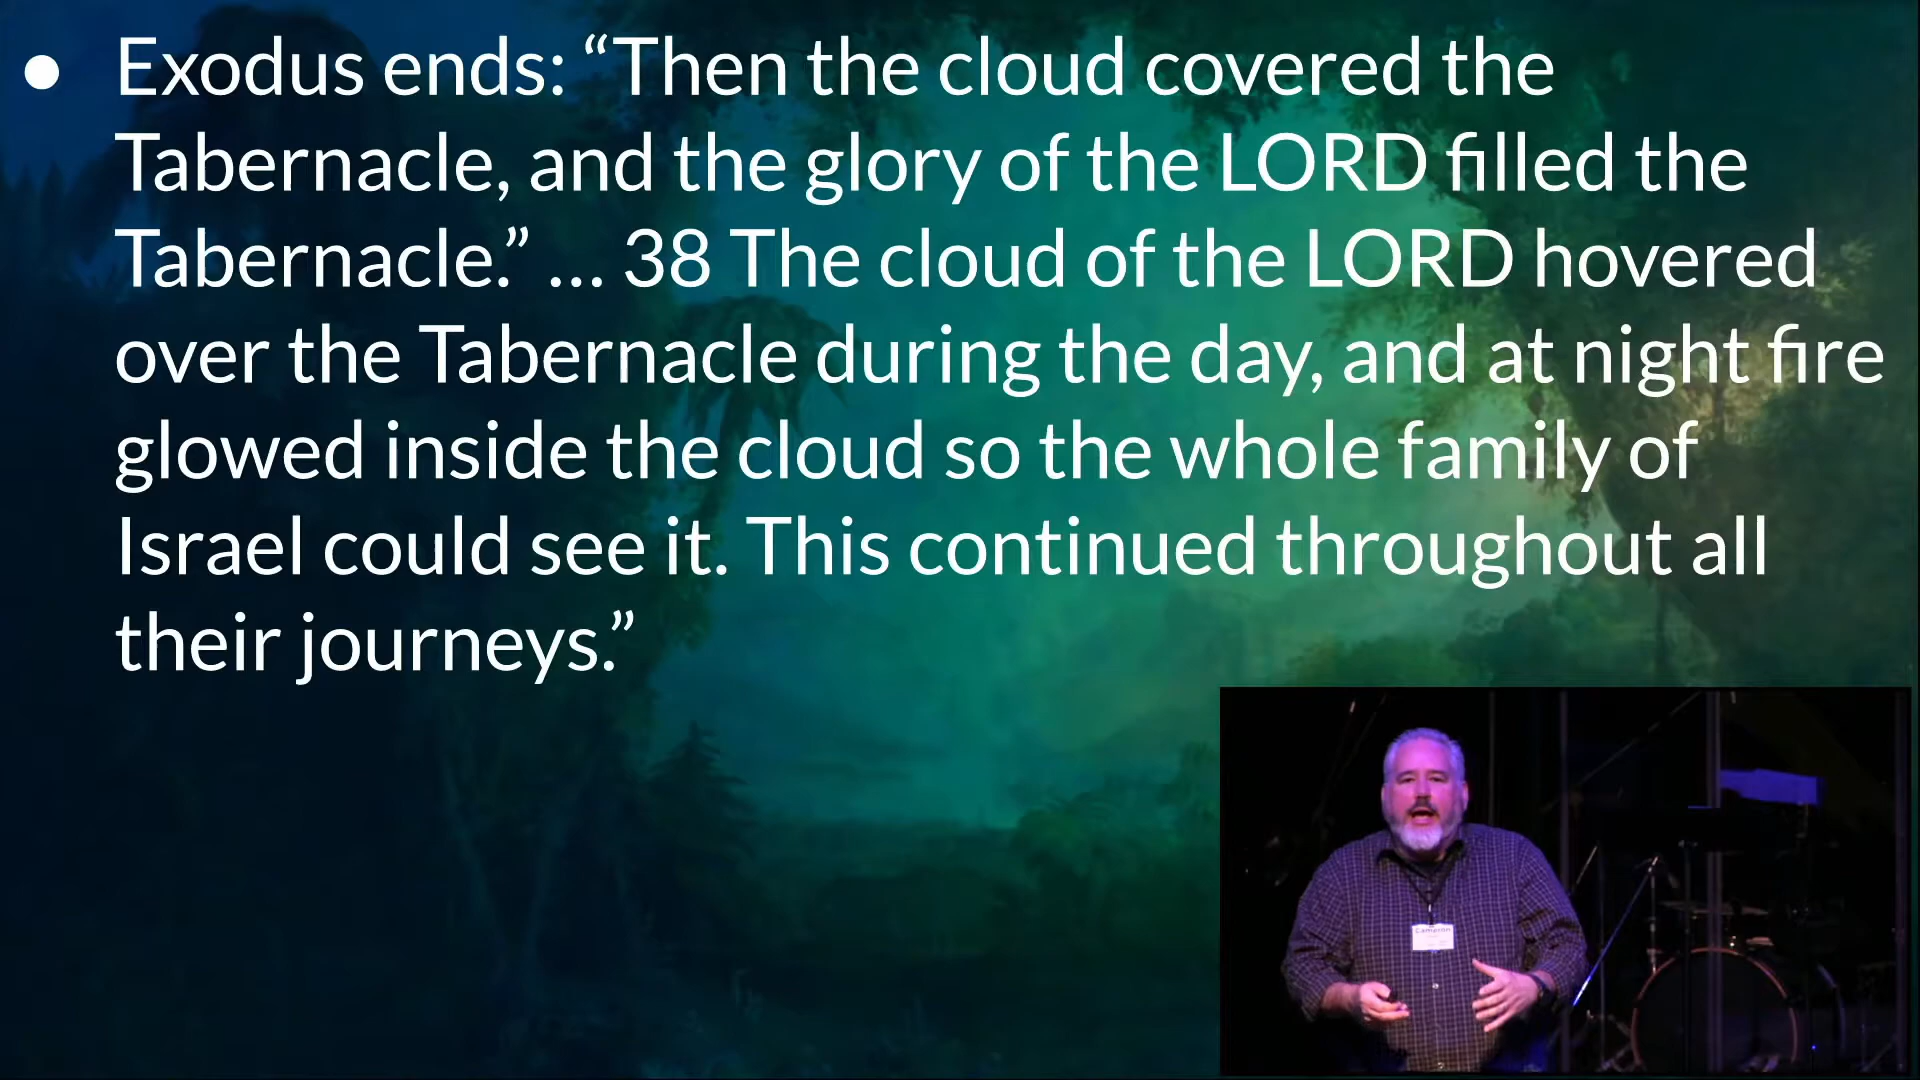 ● Exodus ends: “Then the cloud covered the
Tabernacle, and the glory of the LORD filled the
Tabernacle.” … 38 The cloud of the LORD hovered
over the Tabernacle during the day, and at night fire
glowed inside the cloud so the whole family of
Israel could see it. This continued throughout all
their journeys.”
Cameron